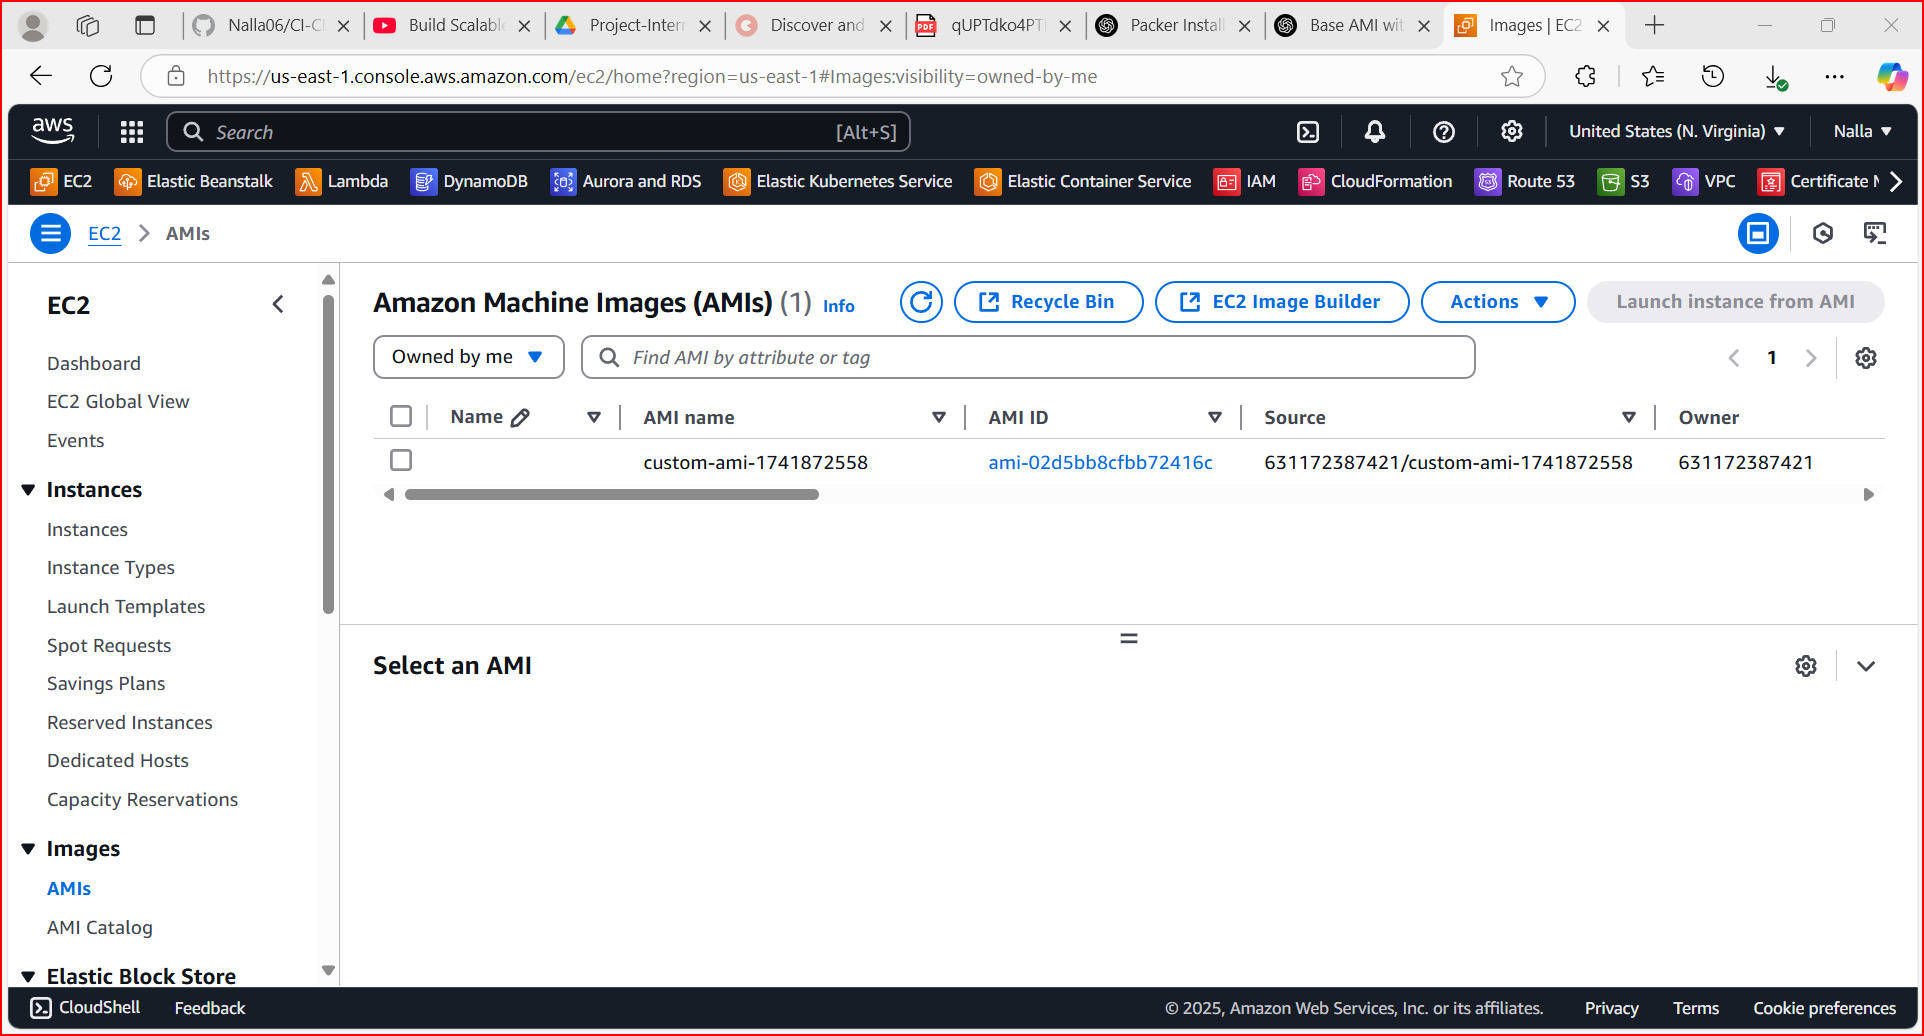 Nalla06/CI-CI
Build Scalable
Project-Intern
Discover and
PDF
qUPTdko4PT
Packer Install
Base AMI wit
Images | EC2
https://us-east-1.console.aws.amazon.com/ec2/home?region=us-east-1#Images:visibility=owned-by-me
aws
Search
[Alt+S]
United States (N. Virginia)
Nalla
EC2
Elastic Beanstalk
Lambda
DynamoDB
Aurora and RDS
Elastic Kubernetes Service
Elastic Container Service
IAM
CloudFormation
Route 53
S3
VPC
Certificate M
EC2
AMIs
EC2
Dashboard
EC2 Global View
Events
Instances
Instances
Instance Types
Launch Templates
Spot Requests
Savings Plans
Reserved Instances
Dedicated Hosts
Capacity Reservations
Images
AMIs
AMI Catalog
Elastic Block Store
Amazon Machine Images (AMIs) (1) Info
Recycle Bin
EC2 Image Builder
Actions
Launch instance from AMI
Owned by me
Find AMI by attribute or tag
1
Name
AMI name
AMI ID
Source
Owner
custom-ami-1741872558
ami-02d5bb8cfbb72416c
631172387421/custom-ami-1741872558
631172387421
Select an AMI
CloudShell
Feedback
© 2025, Amazon Web Services, Inc. or its affiliates.
Privacy
Terms
Cookie preferences